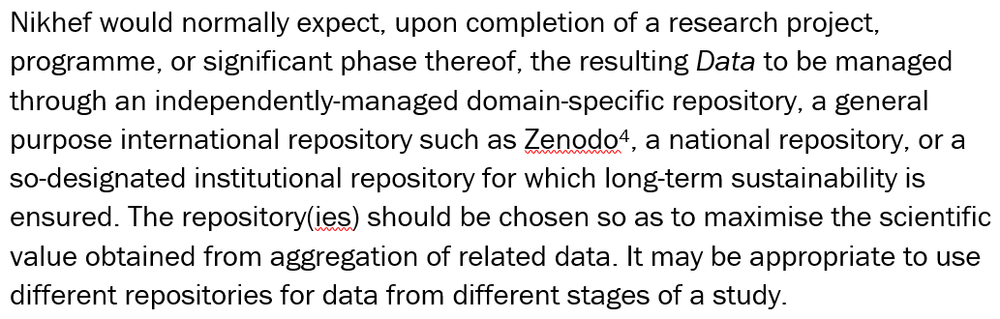 Nikhef would normally expect, upon completion of a research project,
programme, or significant phase thereof, the resulting Data to be managed
through an independently-managed domain-specific repository, a general
purpose international repository such as Zenodo⁴, a national repository, or a
so-designated institutional repository for which long-term sustainability is
ensured. The repository(ies) should be chosen so as to maximise the scientific
value obtained from aggregation of related data. It may be appropriate to use
different repositories for data from different stages of a study.